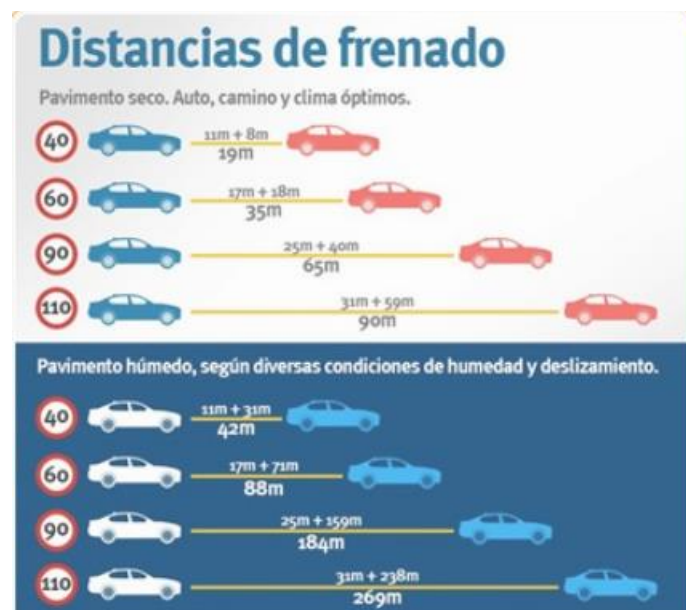 Distancias de frenado
Pavimento seco. Auto, camino y clima óptimos.
40
11m + 8m
19m
60
17m + 18m
35m
90
25m + 40m
65m
110
31m + 59m
90m
Pavimento húmedo, según diversas condiciones de humedad y deslizamiento.
40
11m + 31m
42m
60
17m + 71m
88m
90
25m + 159m
184m
110
31m + 238m
269m